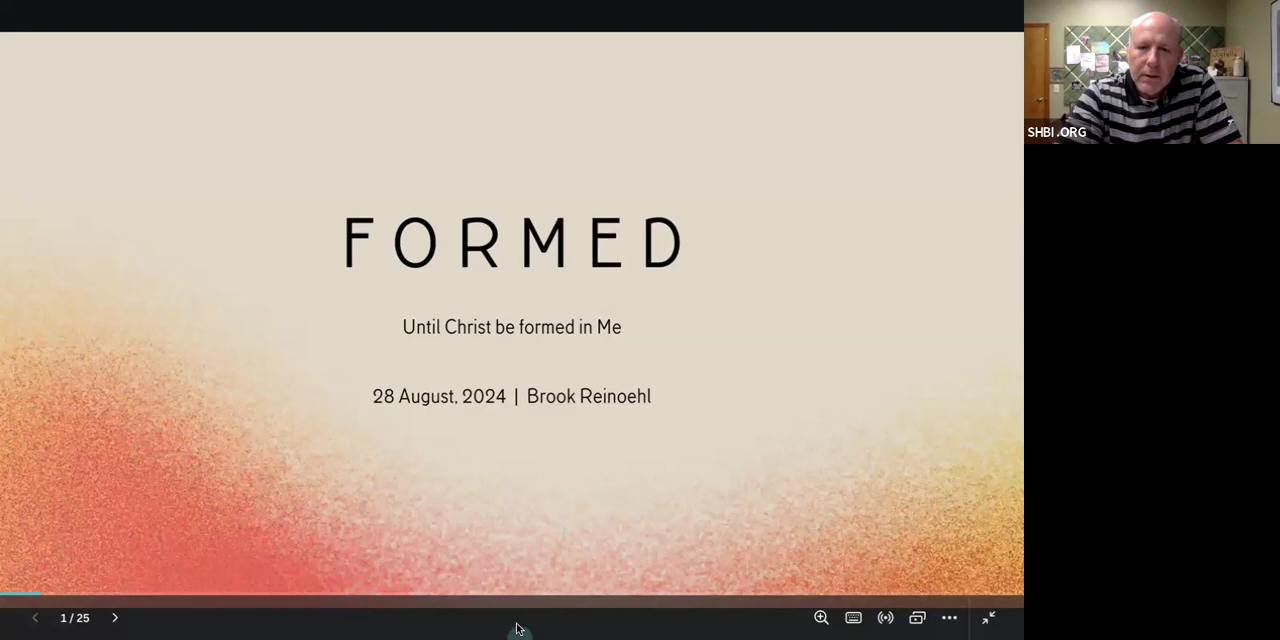 FORMED
Until Christ be formed in Me
28 August, 2024 | Brook Reinoehl
1 / 25
SHBI.ORG